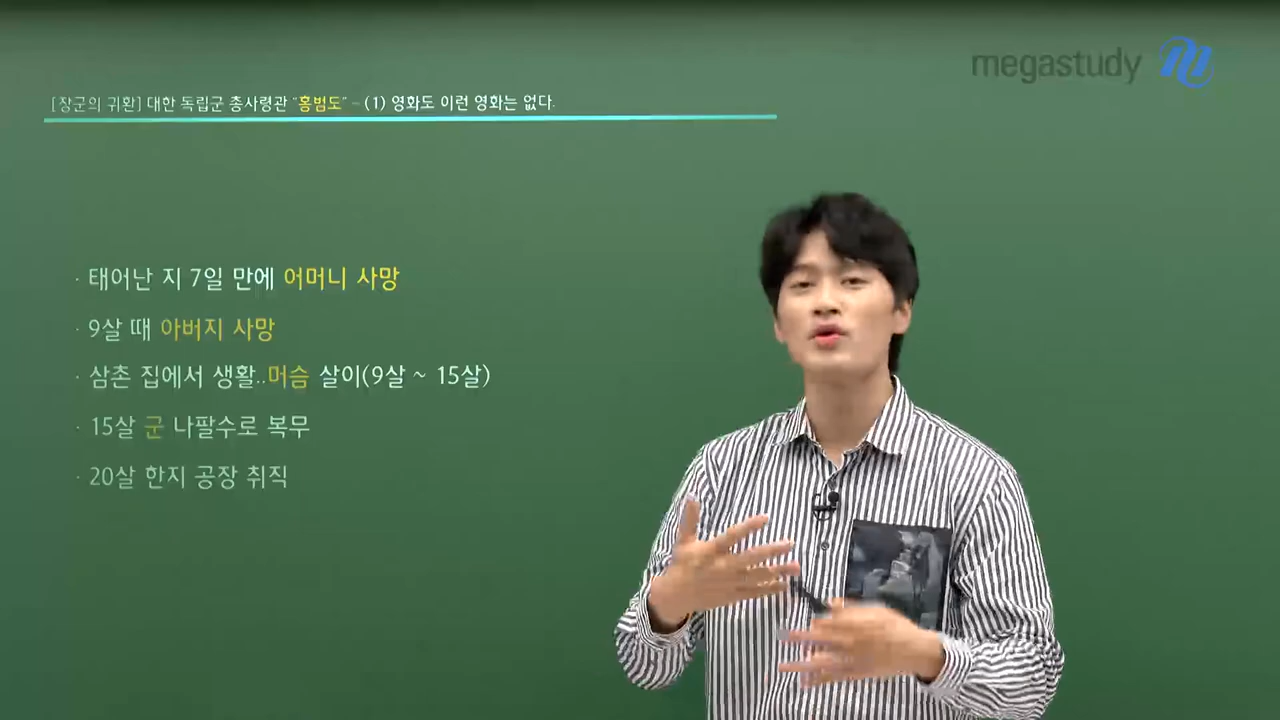 megastudy
[장군의 귀환] 대한 독립군 총사령관 "홍범도" - (1) 영화도 이런 영화는 없다.
· 태어난 지 7일 만에 어머니 사망
· 9살 때 아버지 사망
· 삼촌 집에서 생활..머슴 살이(9살 ~ 15살)
· 15살 군 나팔수로 복무
· 20살 한지 공장 취직